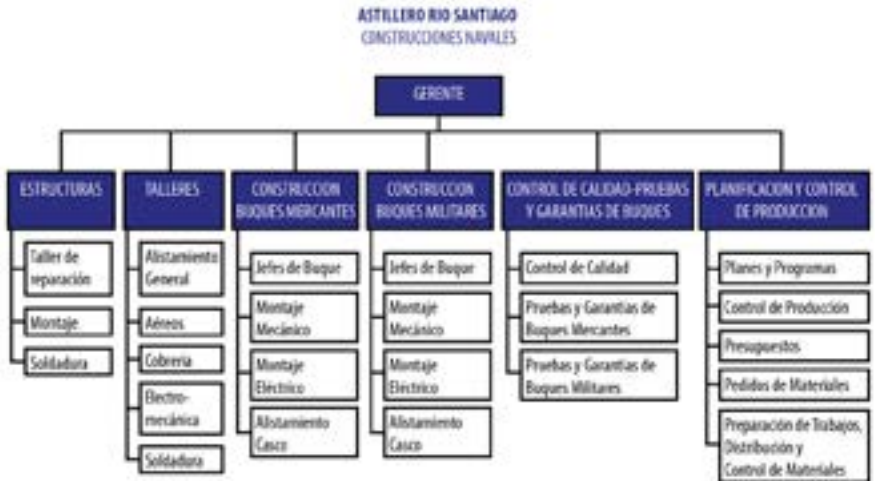 ASTILLERO RIO SANTIAGO
CONSTRUCCIONES NAVALES
GERENTE
ESTRUCTURAS
Taller de
reparación
Montaje
Soldadura
TALLERES
Alistamiento
General
Aéreos
Cobreria
Electro-
mecánica
Soldadura
CONSTRUCCION
BUQUES MERCANTES
Jefes de Buque
Montaje
Mecánico
Montaje
Eléctrico
Alistamiento
Casco
CONSTRUCCION
BUQUES MILITARES
Jefes de Buque
Montaje
Mecánico
Montaje
Eléctrico
Alistamiento
Casco
CONTROL DE CALIDAD-PRUEBAS
Y GARANTIAS DE BUQUES
Control de Calidad
Pruebas y Garantias de
Buques Mercantes
Pruebas y Garantias de
Buques Militares
PLANIFICACION Y CONTROL
DE PRODUCCION
Planes y Programas
Control de Producción
Presupuestos
Pedidos de Materiales
Preparación de Trabajos,
Distribución y
Control de Materiales